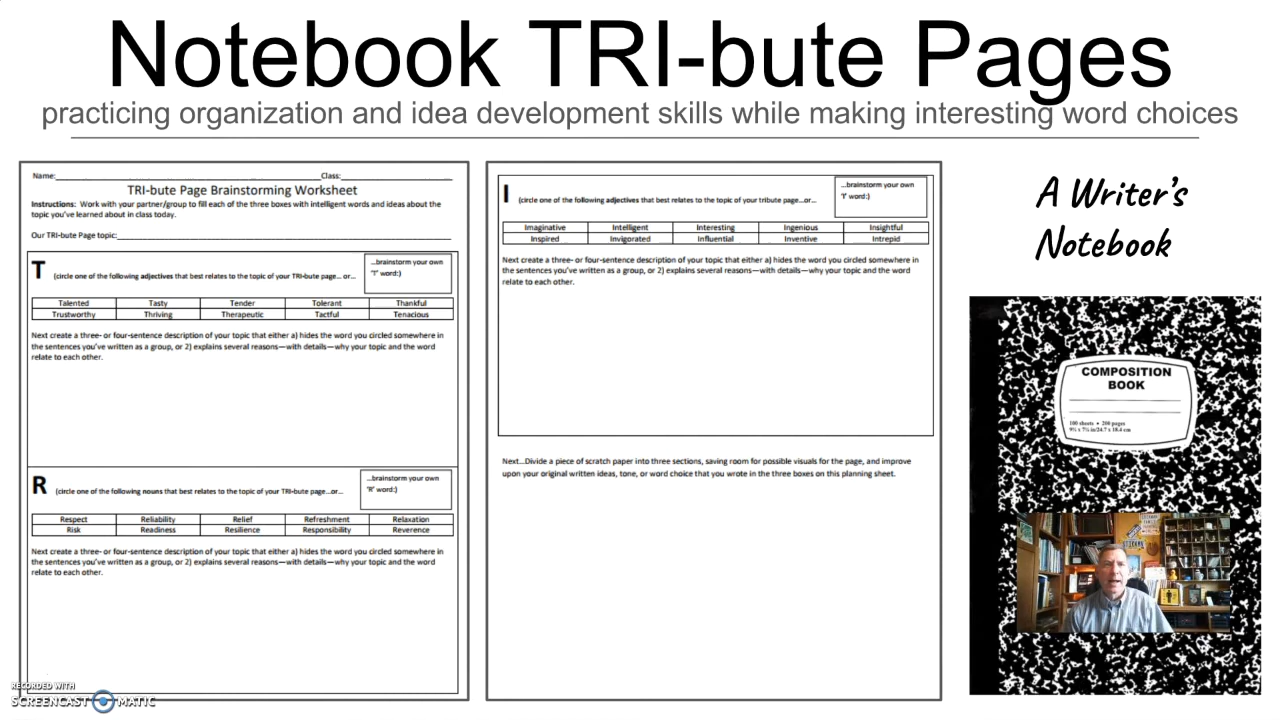 Notebook TRI-bute Pages
practicing organization and idea development skills while making interesting word choices
Name:____________________Class:____________________
TRI-bute Page Brainstorming Worksheet
Instructions: Work with your partner/group to fill each of the three boxes with intelligent words and ideas about the
topic you've learned about in class today.
Our TRI-bute Page topic:____________________
T (circle one of the following adjectives that best relates to the topic of your TRI-bute page... or...
...brainstorm your own
"T" word:)
Talented Tasty Tender Tolerant Thankful
Trustworthy Thriving Therapeutic Tactful Tenacious
Next create a three- or four-sentence description of your topic that either a) hides the word you circled somewhere in
the sentences you've written as a group, or 2) explains several reasons—with details—why your topic and the word
relate to each other.
R (circle one of the following nouns that best relates to the topic of your TRI-bute page...or...
...brainstorm your own
"R" word:)
Respect Reliability Relief Refreshment Relaxation
Risk Readiness Resilience Responsibility Reverence
Next create a three- or four-sentence description of your topic that either a) hides the word you circled somewhere in
the sentences you've written as a group, or 2) explains several reasons—with details—why your topic and the word
relate to each other.
I (circle one of the following adjectives that best relates to the topic of your tribute page...or...
...brainstorm your own
"I" word:)
Imaginative Intelligent Interesting Ingenious Insightful
Inspired Invigorated Influential Inventive Intrepid
Next create a three- or four-sentence description of your topic that either a) hides the word you circled somewhere in
the sentences you've written as a group, or 2) explains several reasons—with details—why your topic and the word
relate to each other.
Next...Divide a piece of scratch paper into three sections, saving room for possible visuals for the page, and improve
upon your original written ideas, tone, or word choice that you wrote in the three boxes on this planning sheet.
A Writer's
Notebook
COMPOSITION
BOOK
100 sheets • 200 pages
9¾ x 7½ in/24.7 x 18.4 cm
RECORDED WITH
SCREENCAST MATIC